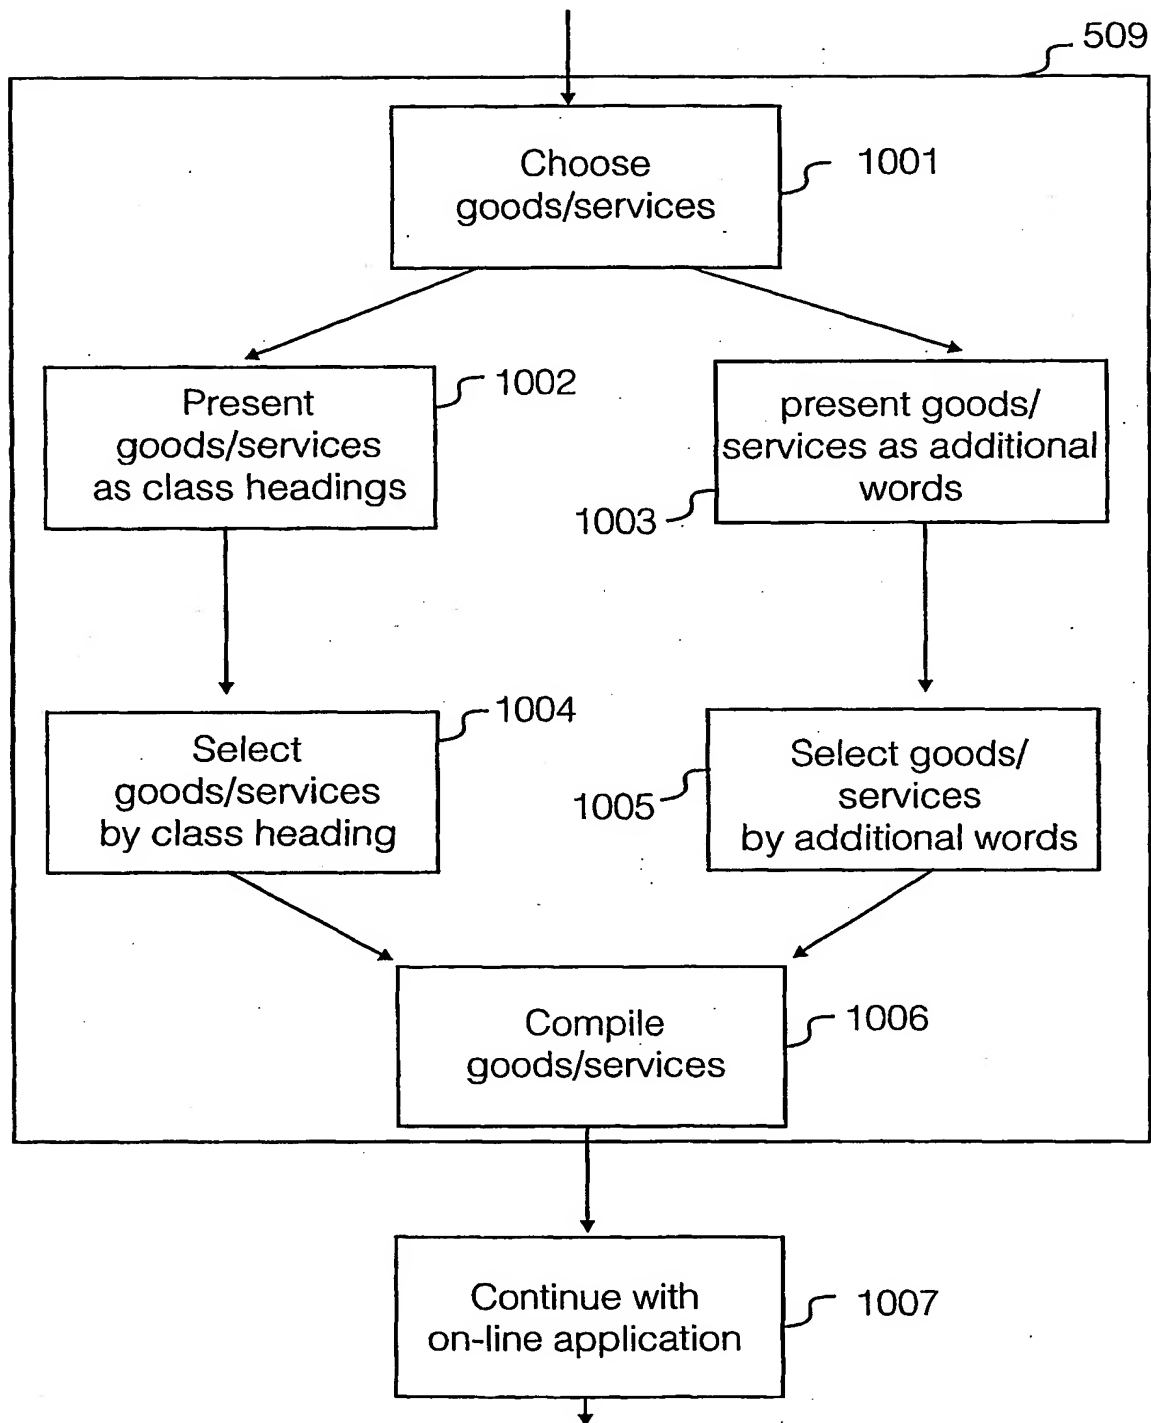 509
Choose
goods/services
1001
Present
goods/services
as class headings
1002
present goods/
services as additional
words
1003
Select
goods/services
by class heading
1004
Select goods/
services
by additional words
1005
Compile
goods/services
1006
Continue with
on-line application
1007